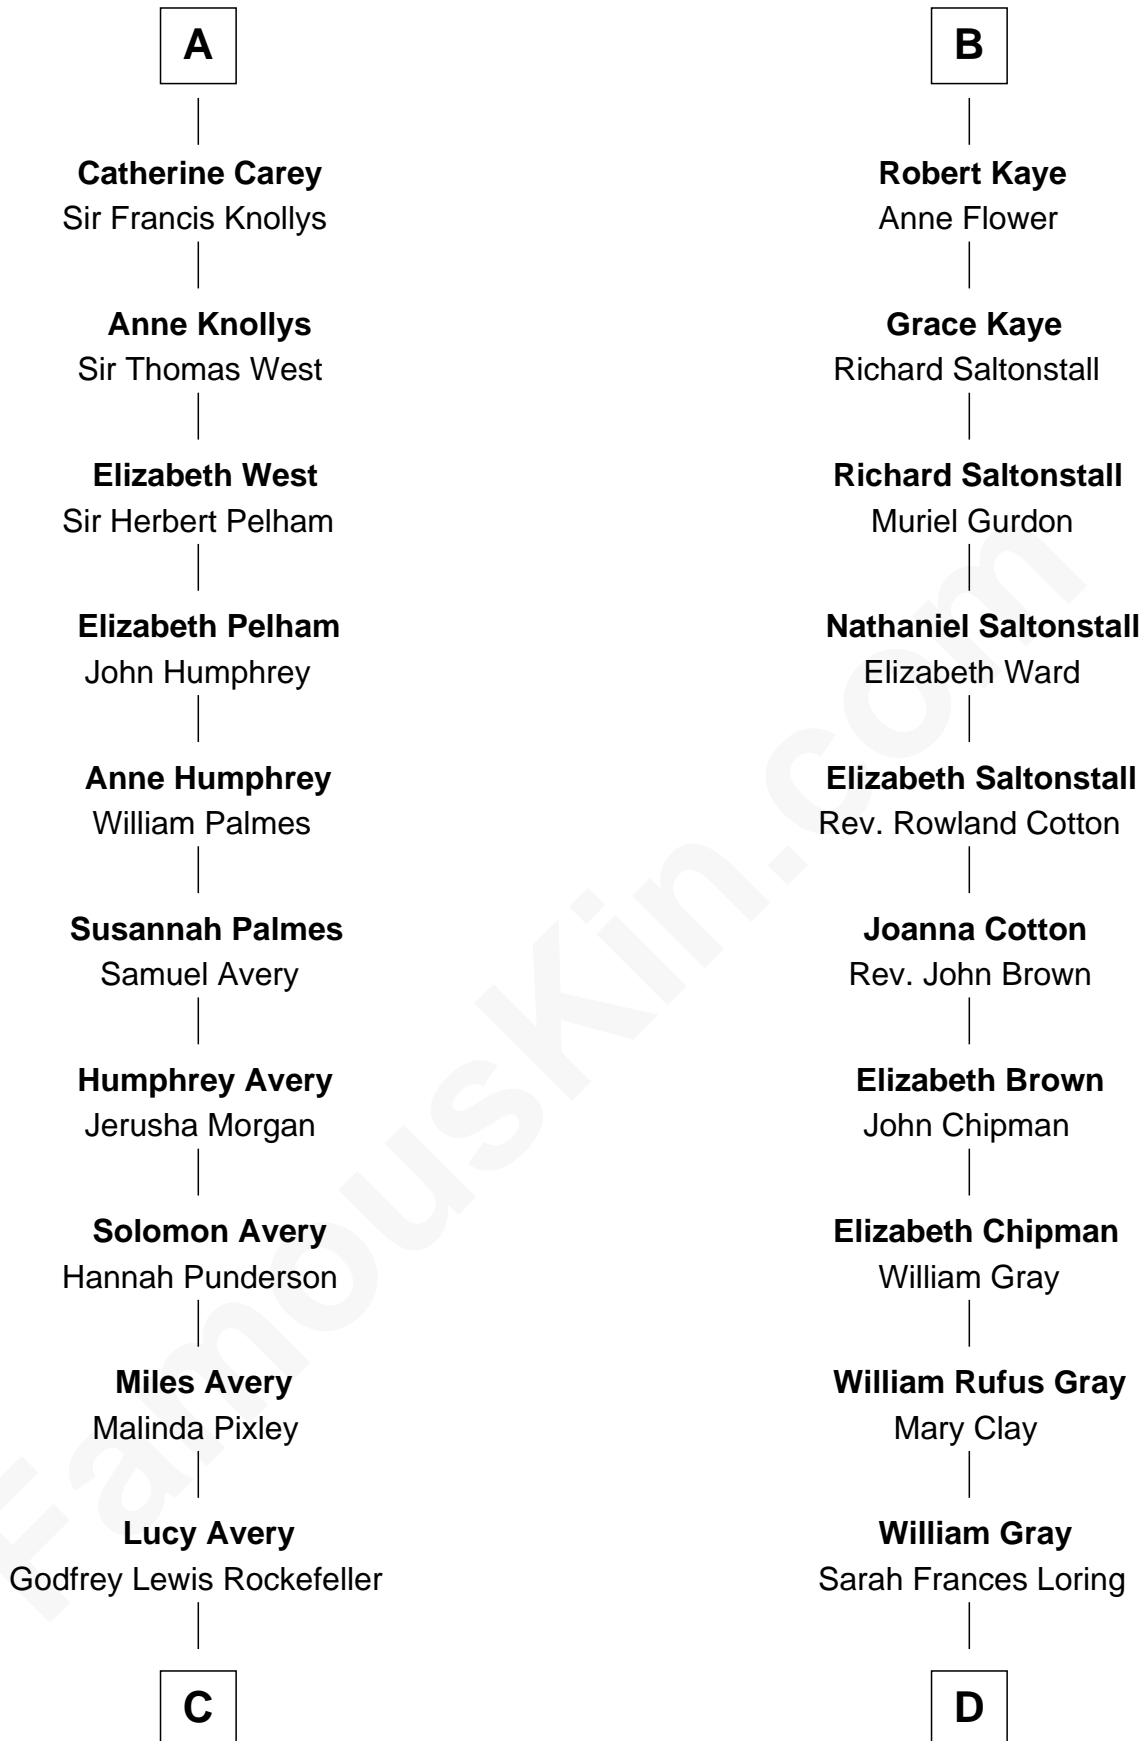 A
Catherine Carey
Sir Francis Knollys
Anne Knollys
Sir Thomas West
Elizabeth West
Sir Herbert Pelham
Elizabeth Pelham
John Humphrey
Anne Humphrey
William Palmes
Susannah Palmes
Samuel Avery
Humphrey Avery
Jerusha Morgan
Solomon Avery
Hannah Punderson
Miles Avery
Malinda Pixley
Lucy Avery
Godfrey Lewis Rockefeller
C
B
Robert Kaye
Anne Flower
Grace Kaye
Richard Saltonstall
Richard Saltonstall
Muriel Gurdon
Nathaniel Saltonstall
Elizabeth Ward
Elizabeth Saltonstall
Rev. Rowland Cotton
Joanna Cotton
Rev. John Brown
Elizabeth Brown
John Chipman
Elizabeth Chipman
William Gray
William Rufus Gray
Mary Clay
William Gray
Sarah Frances Loring
D
FamousKin.com